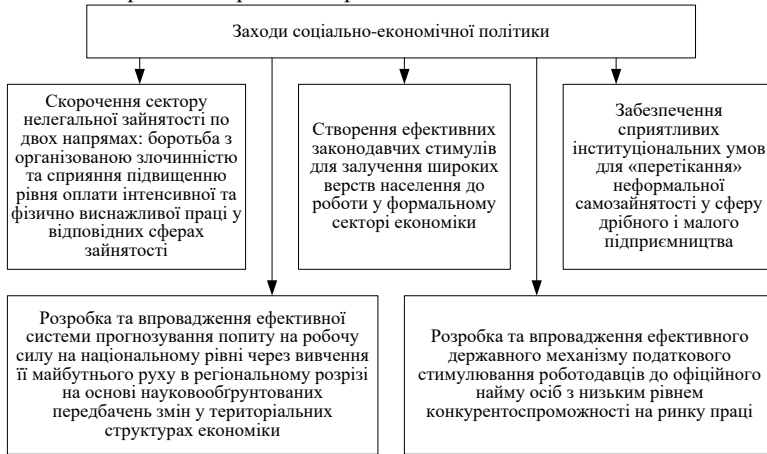 Заходи соціально-економічної політики
Скорочення сектору
нелегальної зайнятості по
двох напрямах: боротьба з
організованою злочинністю
та сприяння підвищенню
рівня оплати інтенсивної та
фізично виснажливої праці у
відповідних сферах
зайнятості
Створення ефективних
законодавчих стимулів
для залучення широких
верств населення до
роботи у формальному
секторі економіки
Забезпечення
сприятливих
інституціональних умов
для «перетікання»
неформальної
самозайнятості у сферу
дрібного і малого
підприємництва
Розробка та впровадження ефективної
системи прогнозування попиту на робочу
силу на національному рівні через вивчення
її майбутнього руху в регіональному розрізі
на основі науковообґрунтованих
передбачень змін у територіальних
структурах економіки
Розробка та впровадження ефективного
державного механізму податкового
стимулювання роботодавців до офіційного
найму осіб з низьким рівнем
конкурентоспроможності на ринку праці